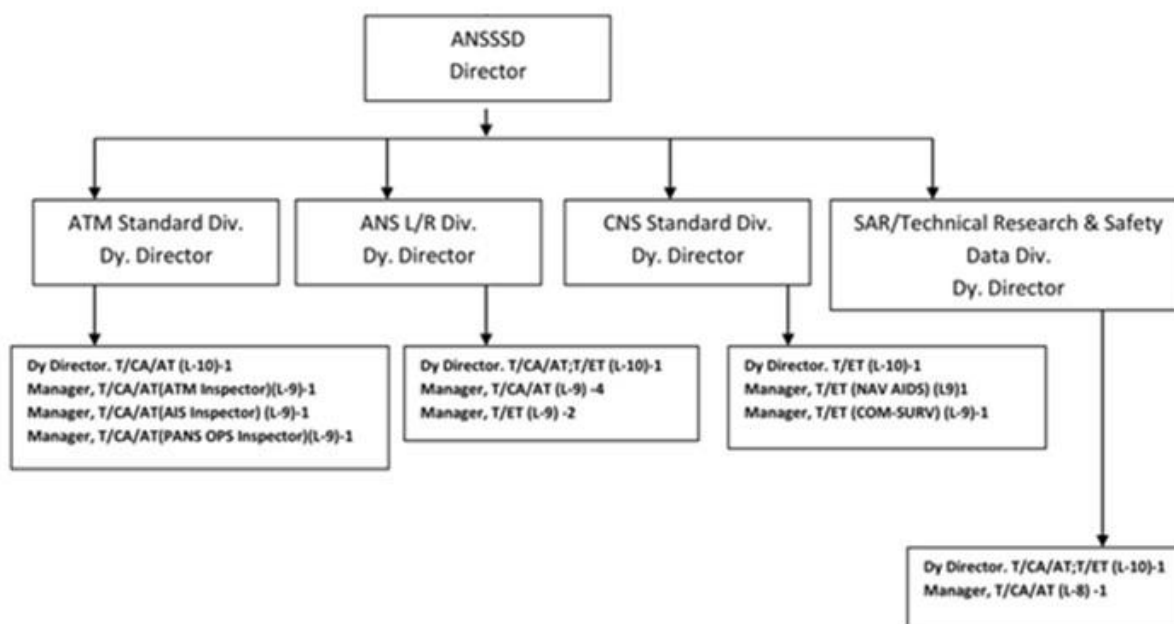 ANSSSD
Director
ATM Standard Div.
Dy. Director
ANS L/R Div.
Dy. Director
CNS Standard Div.
Dy. Director
SAR/Technical Research & Safety
Data Div.
Dy. Director
Dy Director. T/CA/AT (L-10)-1
Manager, T/CA/AT(ATM Inspector)(L-9)-1
Manager, T/CA/AT(AIS Inspector) (L-9)-1
Manager, T/CA/AT(PANS OPS Inspector)(L-9)-1
Dy Director. T/CA/AT;T/ET (L-10)-1
Manager, T/CA/AT (L-9) -4
Manager, T/ET (L-9) -2
Dy Director. T/ET (L-10)-1
Manager, T/ET (NAV AIDS) (L9)1
Manager, T/ET (COM-SURV) (L-9)-1
Dy Director. T/CA/AT;T/ET (L-10)-1
Manager, T/CA/AT (L-8) -1